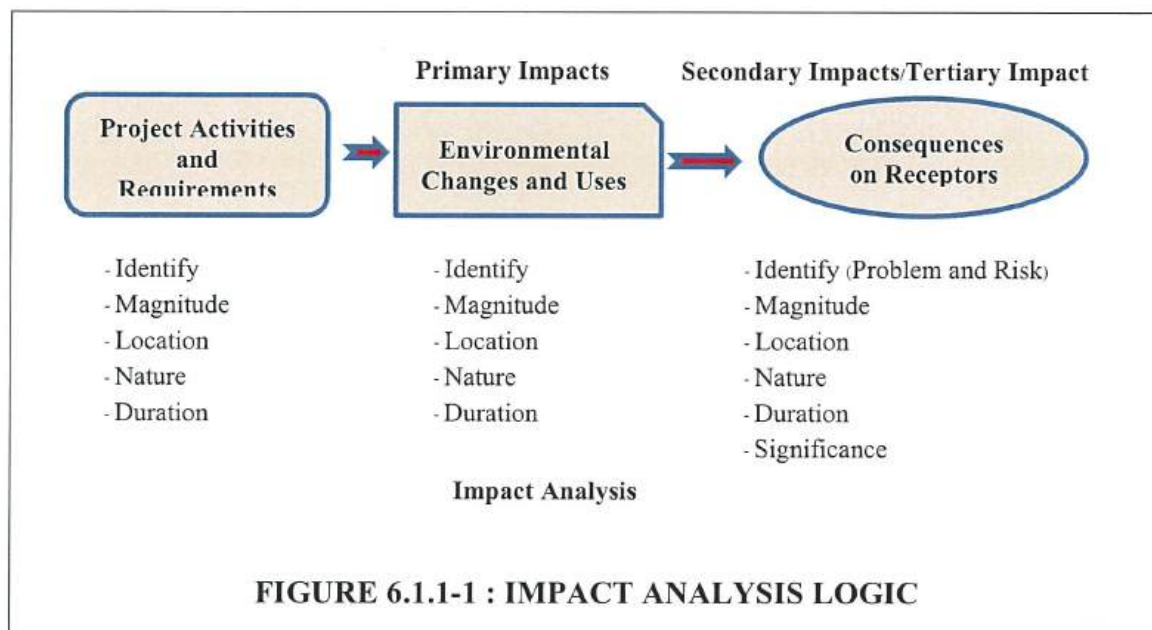 Primary Impacts
Secondary Impacts/Tertiary Impact
Project Activities
and
Requirements
Environmental
Changes and Uses
Consequences
on Receptors
- Identify
- Magnitude
- Location
- Nature
- Duration
- Identify
- Magnitude
- Location
- Nature
- Duration
- Identify (Problem and Risk)
- Magnitude
- Location
- Nature
- Duration
- Significance
Impact Analysis
FIGURE 6.1.1-1 : IMPACT ANALYSIS LOGIC